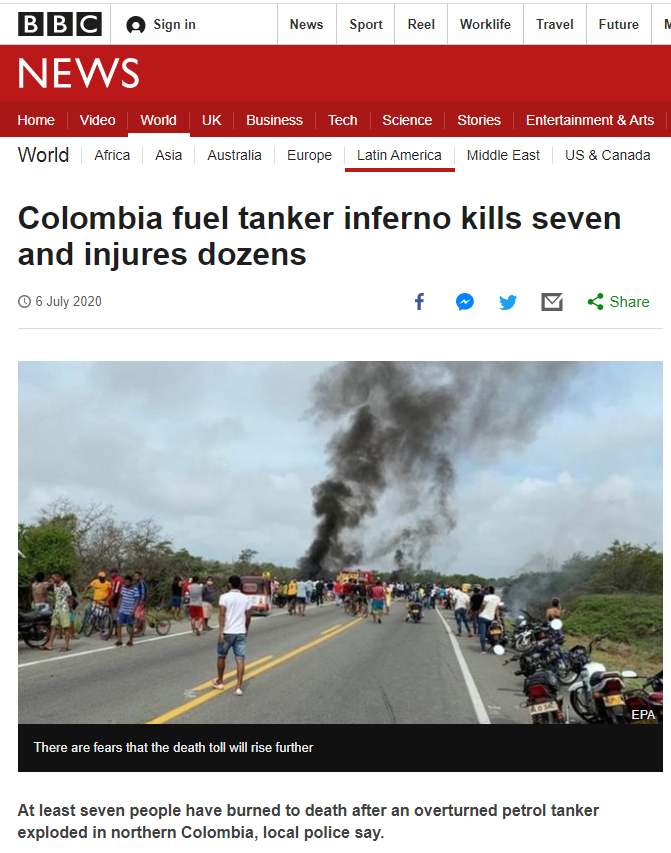 BBC Sign in News Sport Reel Worklife Travel Future
NEWS
Home Video World UK Business Tech Science Stories Entertainment & Arts
World Africa Asia Australia Europe Latin America Middle East US & Canada
Colombia fuel tanker inferno kills seven
and injures dozens
6 July 2020 Share
EPA
There are fears that the death toll will rise further
At least seven people have burned to death after an overturned petrol tanker
exploded in northern Colombia, local police say.